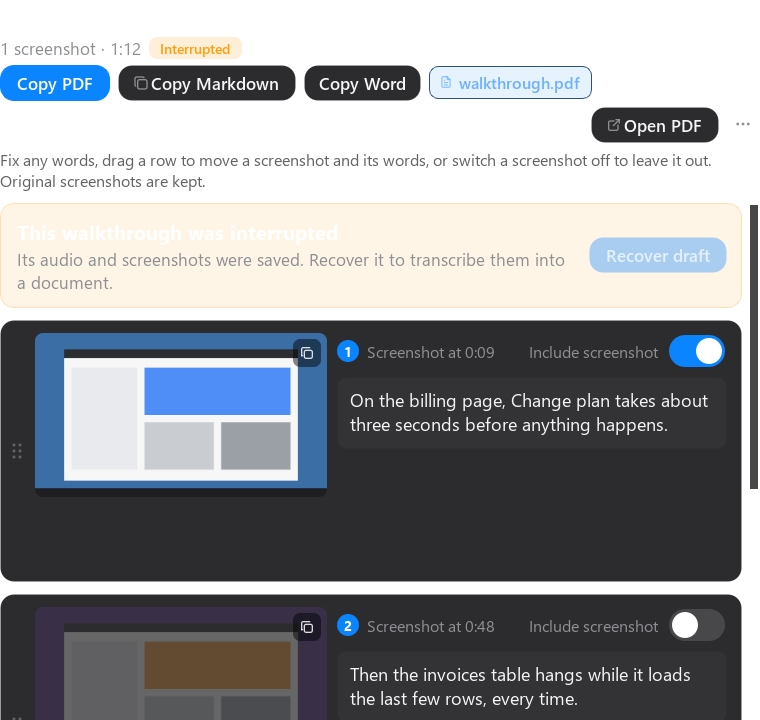 1 screenshot · 1:12 Interrupted
Copy PDF Copy Markdown Copy Word walkthrough.pdf
Open PDF
Fix any words, drag a row to move a screenshot and its words, or switch a screenshot off to leave it out.
Original screenshots are kept.
This walkthrough was interrupted
Its audio and screenshots were saved. Recover it to transcribe them into
a document.
Recover draft
1 Screenshot at 0:09 Include screenshot
On the billing page, Change plan takes about
three seconds before anything happens.
2 Screenshot at 0:48 Include screenshot
Then the invoices table hangs while it loads
the last few rows, every time.